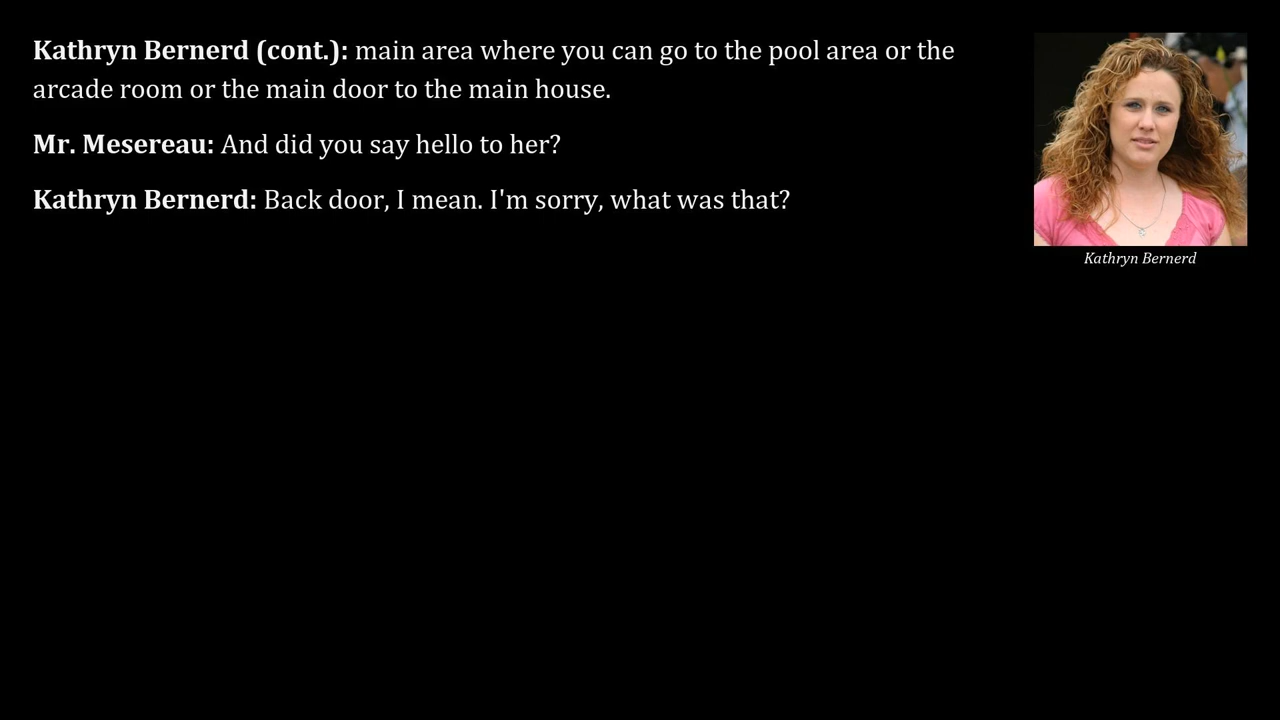 Kathryn Bernerd (cont.): main area where you can go to the pool area or the
arcade room or the main door to the main house.
Mr. Mesereau: And did you say hello to her?
Kathryn Bernerd: Back door, I mean. I'm sorry, what was that?
Kathryn Bernerd